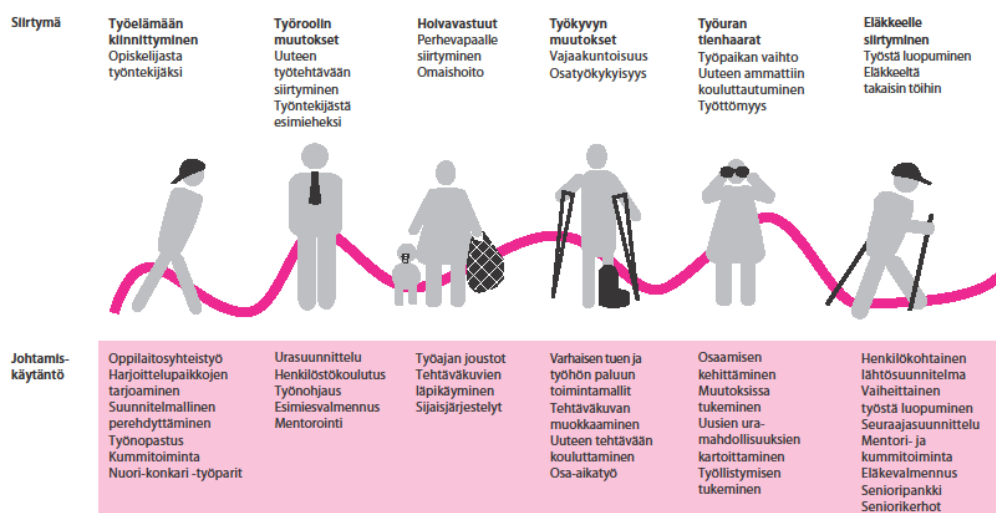 Siirtymä
Työelämään
kiinnittyminen
Opiskelijasta
työntekijäksi
Työroolin
muutokset
Uuteen
työtehtävään
siirtyminen
Työntekijästä
esimieheksi
Hoivavastuut
Perhevapaalle
siirtyminen
Omaishoito
Työkyvyn
muutokset
Vajaakuntoisuus
Osatyökykyisyys
Työuran
tienhaarat
Työpaikan vaihto
Uuteen ammattiin
kouluttautuminen
Työttömyys
Eläkkeelle
siirtyminen
Työstä luopuminen
Eläkkeeltä
takaisin töihin
Johtamis-
käytäntö
Oppilaitosyhteistyö
Harjoittelupaikkojen
tarjoaminen
Suunnitelmallinen
perehdyttäminen
Työnopastus
Kummitoiminta
Nuori-konkari -työparit
Urasuunnittelu
Henkilöstökoulutus
Työnohjaus
Esimiesvalmennus
Mentorointi
Työajan joustot
Tehtäväkuvien
läpikäyminen
Sijaisjärjestelyt
Varhaisen tuen ja
työhön paluun
toimintamallit
Tehtäväkuvan
muokkaaminen
Uuteen tehtävään
kouluttaminen
Osa-aikatyö
Osaamisen
kehittäminen
Muutoksissa
tukeminen
Uusien ura-
mahdollisuuksien
kartoittaminen
Työllistymisen
tukeminen
Henkilökohtainen
lähtösuunnitelma
Vaiheittainen
työstä luopuminen
Seuraajasuunnittelu
Mentori- ja
kummitoiminta
Eläkevalmennus
Senioripankki
Seniorikerhot